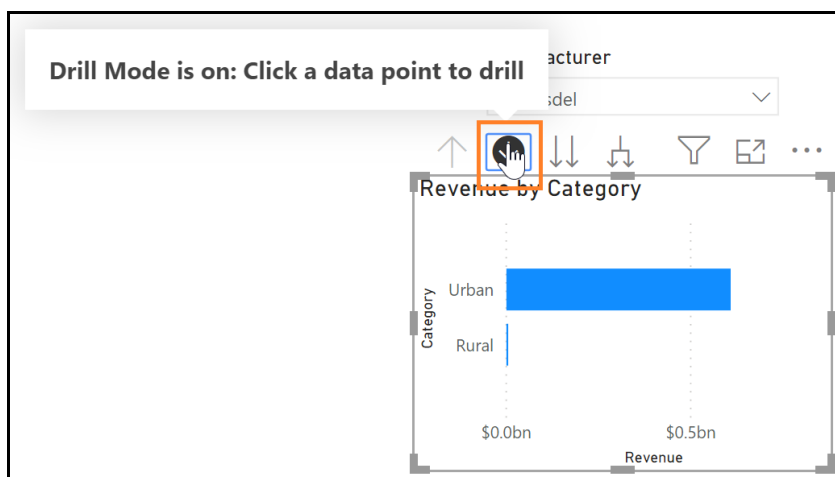 Drill Mode is on: Click a data point to drill
acturer
sdel
Revenue by Category
Category
Urban
Rural
$0.0bn
$0.5bn
Revenue